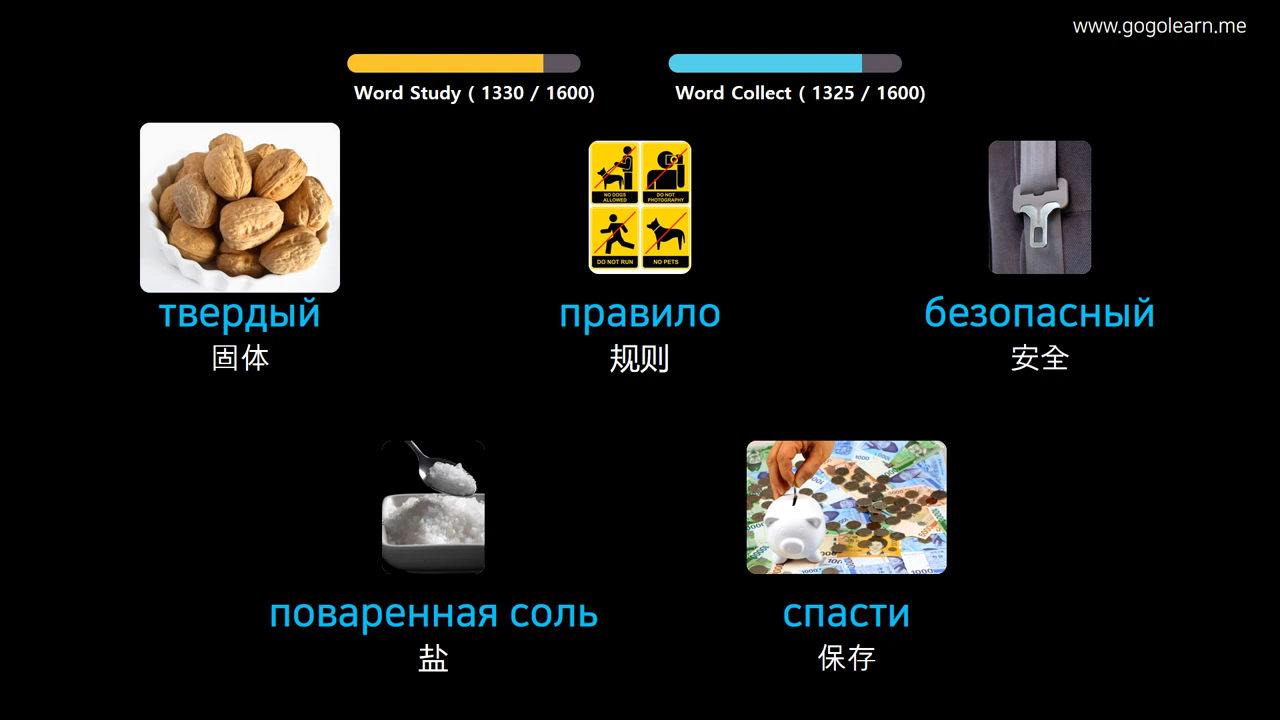 www.gogolearn.me
Word Study ( 1330 / 1600)
Word Collect ( 1325 / 1600)
NO DOGS
ALLOWED
DO NOT
PHOTOGRAPHY
DO NOT RUN
NO PETS
твердый
правило
безопасный
固体
规则
安全
поваренная соль
спасти
盐
保存